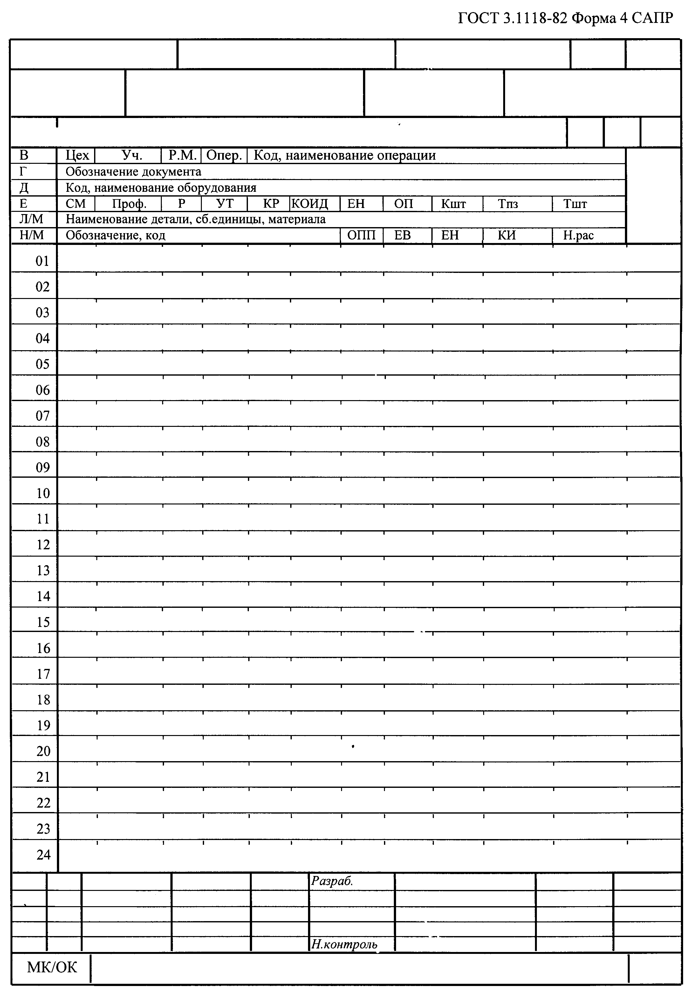 ГОСТ 3.1118-82 Форма 4 САПР
В Цех Уч. Р.М. Опер. Код, наименование операции
Г Обозначение документа
Д Код, наименование оборудования
Е СМ Проф. Р УТ КР КОИД ЕН ОП Кшт Тпз Тшт
Л/М Наименование детали, сб.единицы, материала
Н/М Обозначение, код ОПП ЕВ ЕН КИ Н.рас
01
02
03
04
05
06
07
08
09
10
11
12
13
14
15
16
17
18
19
20
21
22
23
24
Разраб.
Н.контроль
МК/ОК